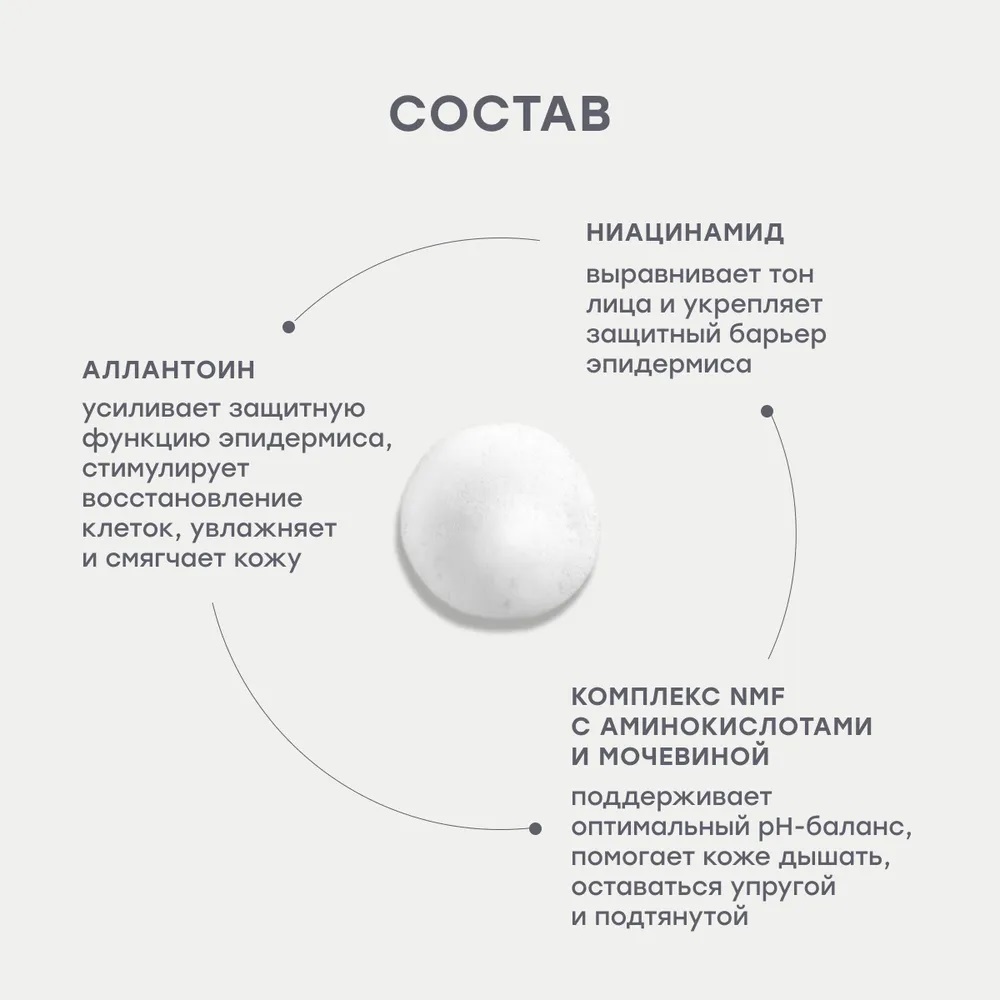 СОСТАВ
НИАЦИНАМИД
выравнивает тон
лица и укрепляет
защитный барьер
эпидермиса
АЛЛАНТОИН
усиливает защитную
функцию эпидермиса,
стимулирует
восстановление
клеток, увлажняет
и смягчает кожу
КОМПЛЕКС NMF
С АМИНОКИСЛОТАМИ
И МОЧЕВИНОЙ
поддерживает
оптимальный pH-баланс,
помогает коже дышать,
оставаться упругой
и подтянутой